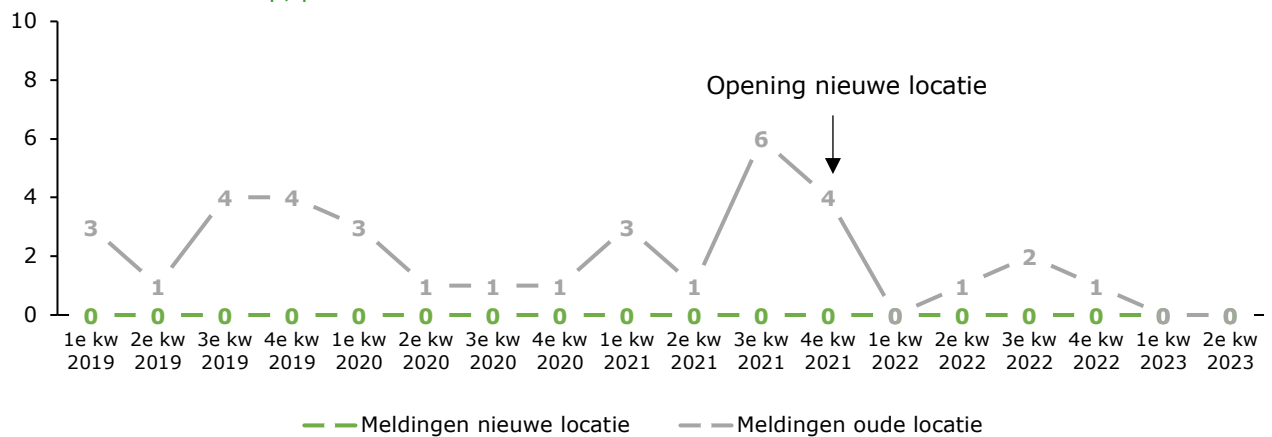 10
8
6
4
2
0
Opening nieuwe locatie
3 1 4 4 3 1 1 1 3 1 6 4 0 1 2 1 0 0
0 0 0 0 0 0 0 0 0 0 0 0 0 0 0
1e kw 2e kw 3e kw 4e kw 1e kw 2e kw 3e kw 4e kw 1e kw 2e kw 3e kw 4e kw 1e kw 2e kw 3e kw 4e kw 1e kw 2e kw
2019 2019 2019 2019 2020 2020 2020 2020 2021 2021 2021 2021 2022 2022 2022 2022 2023 2023
Meldingen nieuwe locatie Meldingen oude locatie